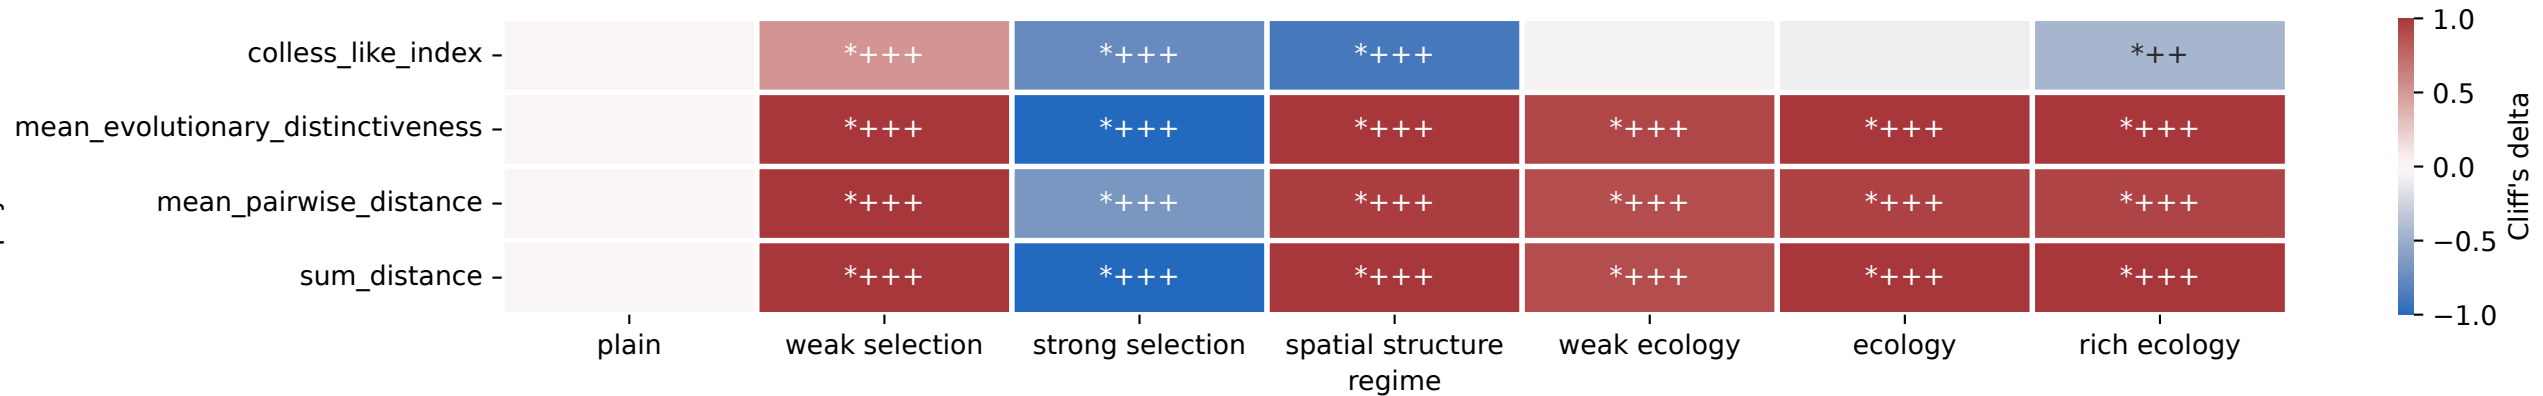 colless_like_index *+++ *+++ *+++ *++
mean_evolutionary_distinctiveness *+++ *+++ *+++ *+++ *+++ *+++
mean_pairwise_distance *+++ *+++ *+++ *+++ *+++ *+++
sum_distance *+++ *+++ *+++ *+++ *+++ *+++
plain weak selection strong selection spatial structure weak ecology ecology rich ecology
regime
1.0
0.5
0.0
−0.5
−1.0
Cliff's delta